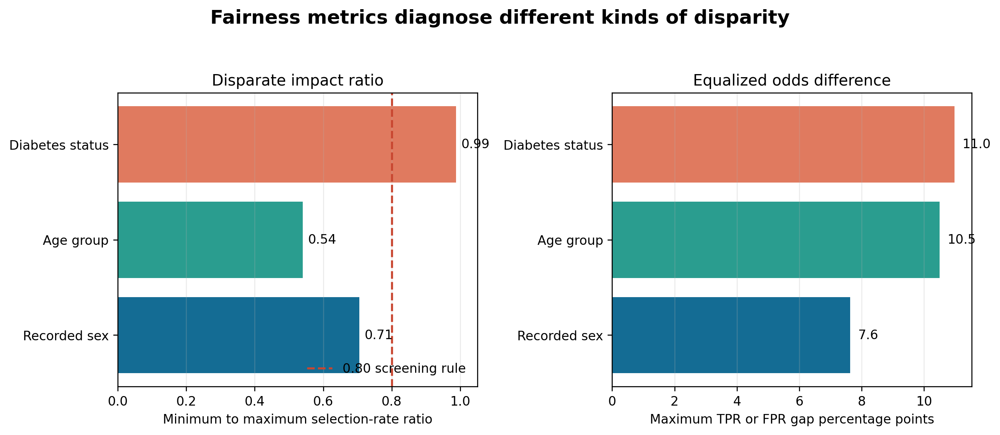 Fairness metrics diagnose different kinds of disparity
Disparate impact ratio
Diabetes status
0.99
Age group
0.54
Recorded sex
0.71
0.80 screening rule
0.0 0.2 0.4 0.6 0.8 1.0
Minimum to maximum selection-rate ratio
Equalized odds difference
Diabetes status
11.0
Age group
10.5
Recorded sex
7.6
0 2 4 6 8 10
Maximum TPR or FPR gap percentage points